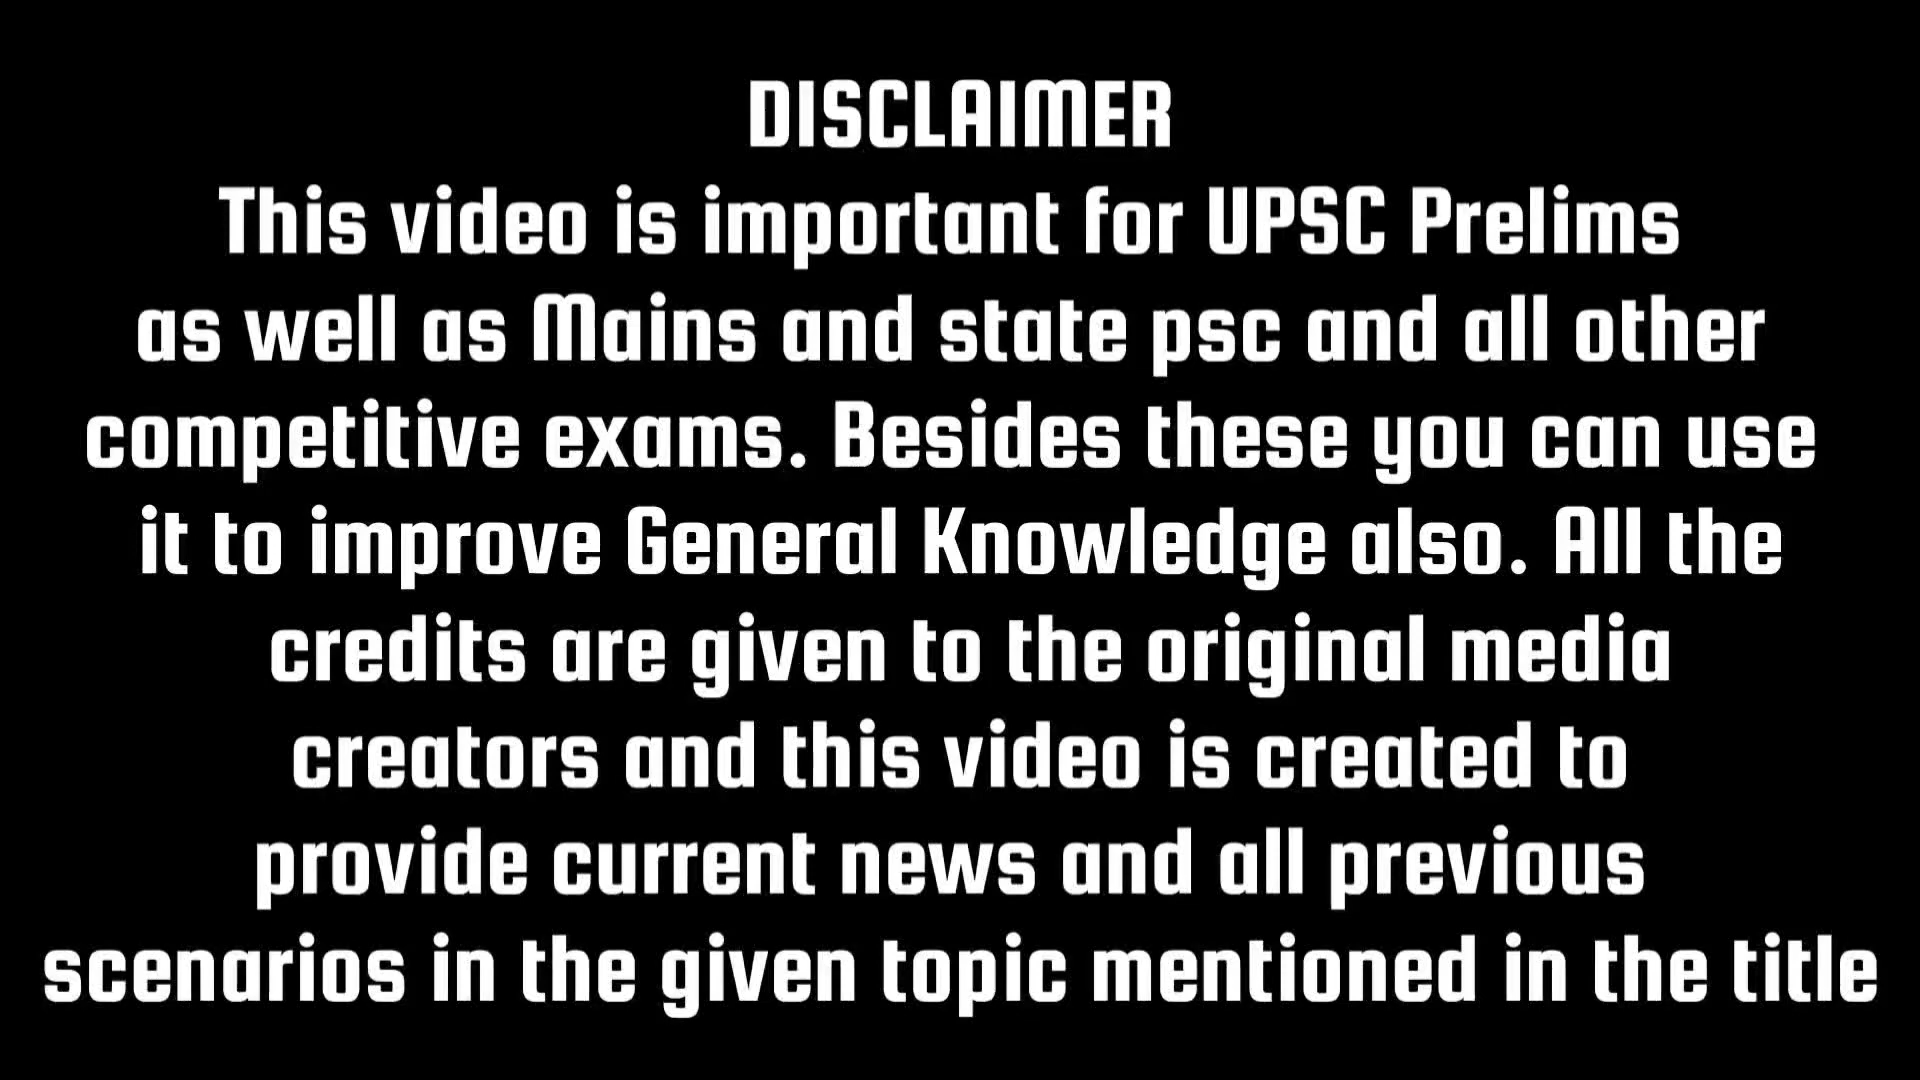 DISCLAIMER
This video is important for UPSC Prelims
as well as Mains and state psc and all other
competitive exams. Besides these you can use
it to improve General Knowledge also. All the
credits are given to the original media
creators and this video is created to
provide current news and all previous
scenarios in the given topic mentioned in the title